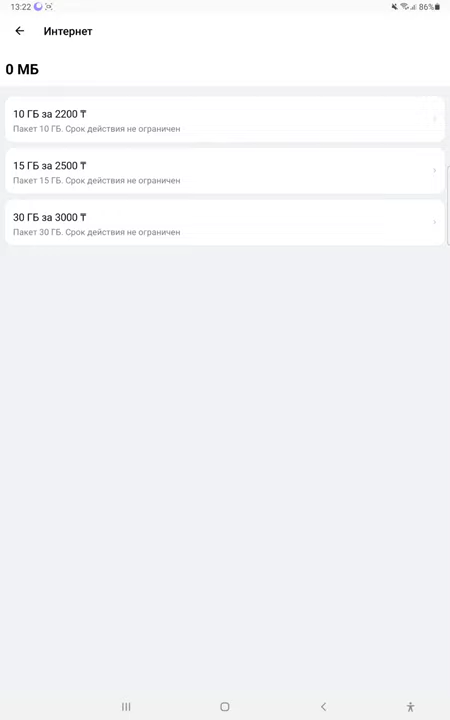 13:22
86%
Интернет
0 МБ
10 ГБ за 2200 ₸
Пакет 10 ГБ. Срок действия не ограничен
15 ГБ за 2500 ₸
Пакет 15 ГБ. Срок действия не ограничен
30 ГБ за 3000 ₸
Пакет 30 ГБ. Срок действия не ограничен